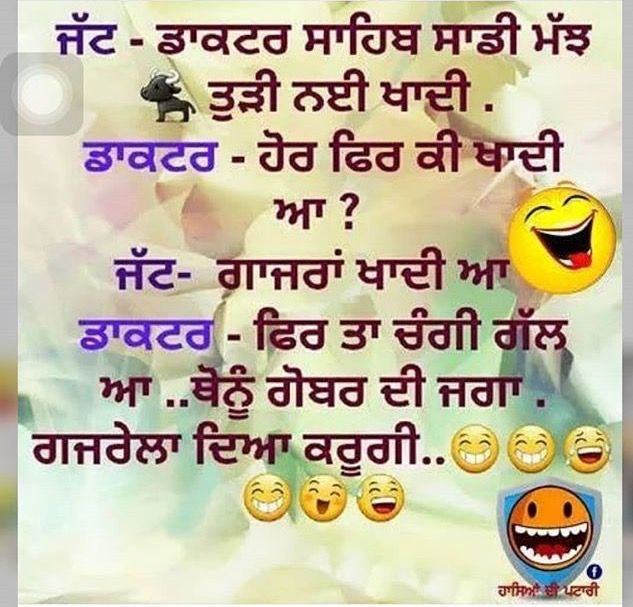 ਜੱਟ - ਡਾਕਟਰ ਸਾਹਿਬ ਸਾਡੀ ਮੱਝ
ਤੁੜੀ ਨਈ ਖਾਦੀ .
ਡਾਕਟਰ - ਹੋਰ ਫਿਰ ਕੀ ਖਾਦੀ
ਆ ?
ਜੱਟ- ਗਾਜਰਾਂ ਖਾਦੀ ਆ
ਡਾਕਟਰ - ਫਿਰ ਤਾ ਚੰਗੀ ਗੱਲ
ਆ ..ਥੋਨੂੰ ਗੋਬਰ ਦੀ ਜਗਾ .
ਗਜਰੇਲਾ ਦਿਆ ਕਰੂਗੀ..
ਹਾਸਿਆਂ ਦੀ ਪਟਾਰੀ